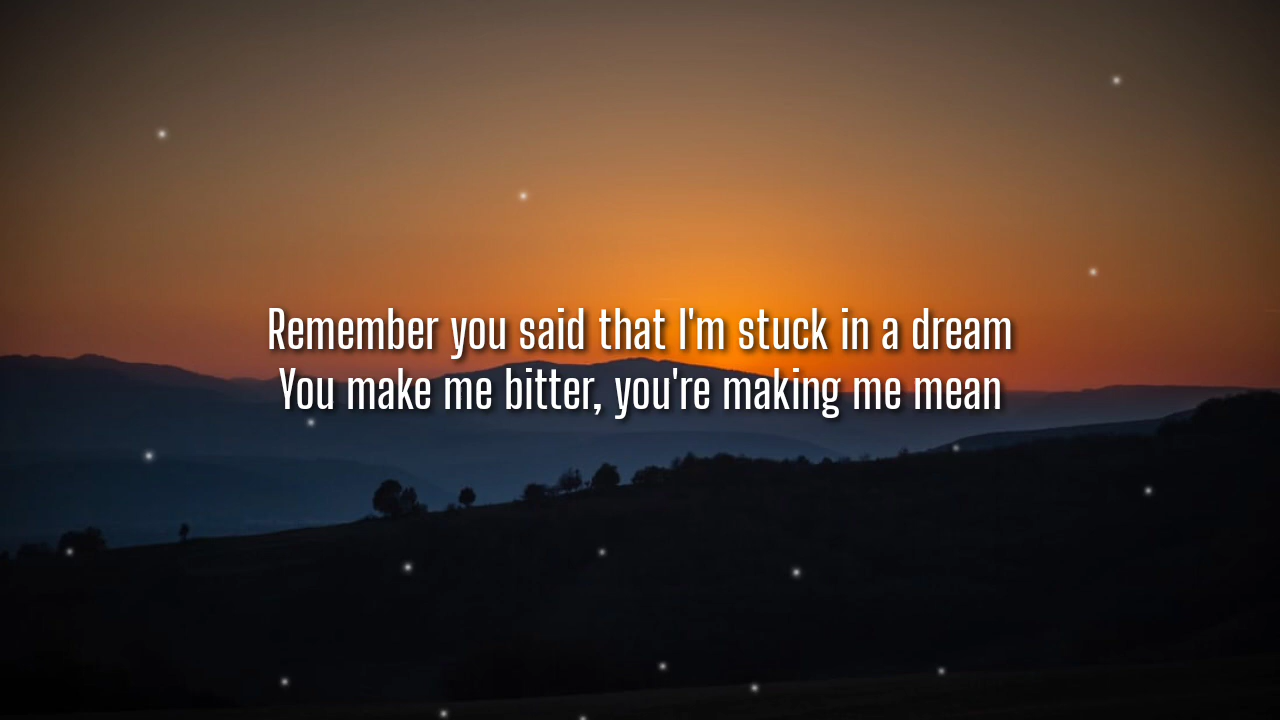 Remember you said that I'm stuck in a dream
You make me bitter, you're making me mean